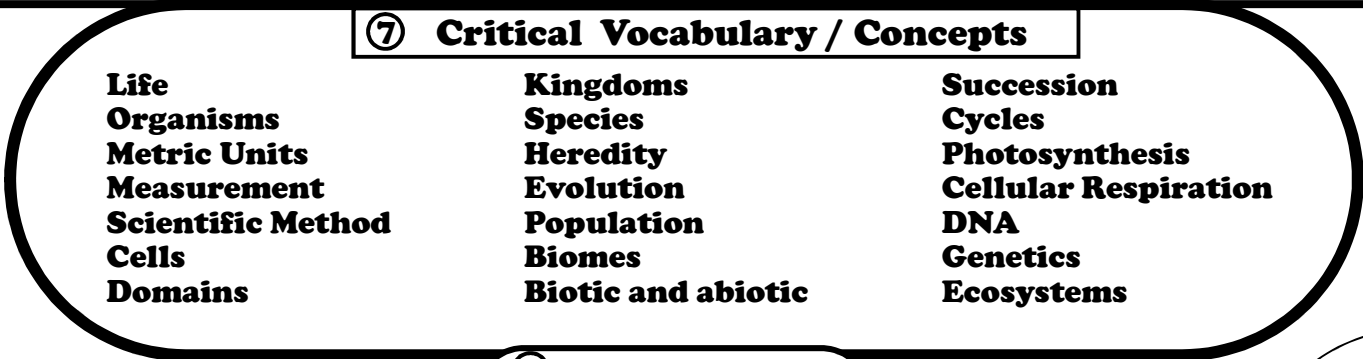 ⑦ Critical Vocabulary / Concepts
Life
Organisms
Metric Units
Measurement
Scientific Method
Cells
Domains
Kingdoms
Species
Heredity
Evolution
Population
Biomes
Biotic and abiotic
Succession
Cycles
Photosynthesis
Cellular Respiration
DNA
Genetics
Ecosystems